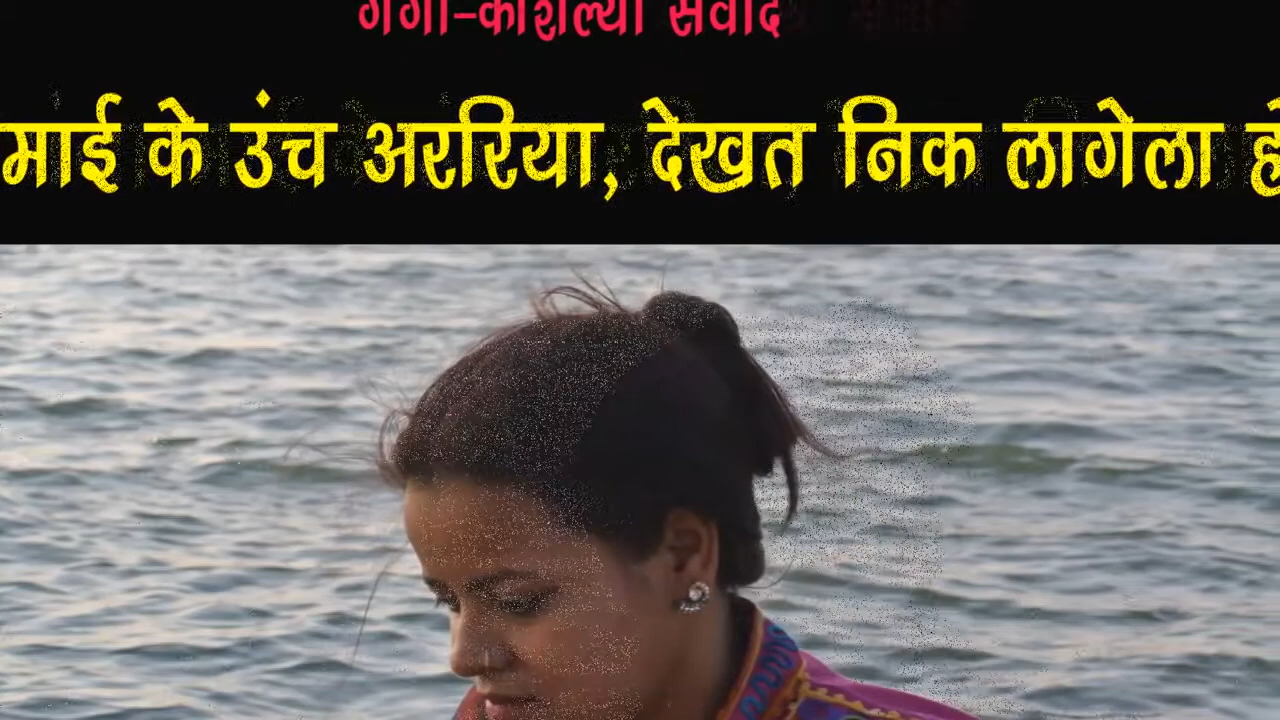 गंगा-कौशल्या संवाद
माई के उंच अररिया, देखत निक लागेला हो